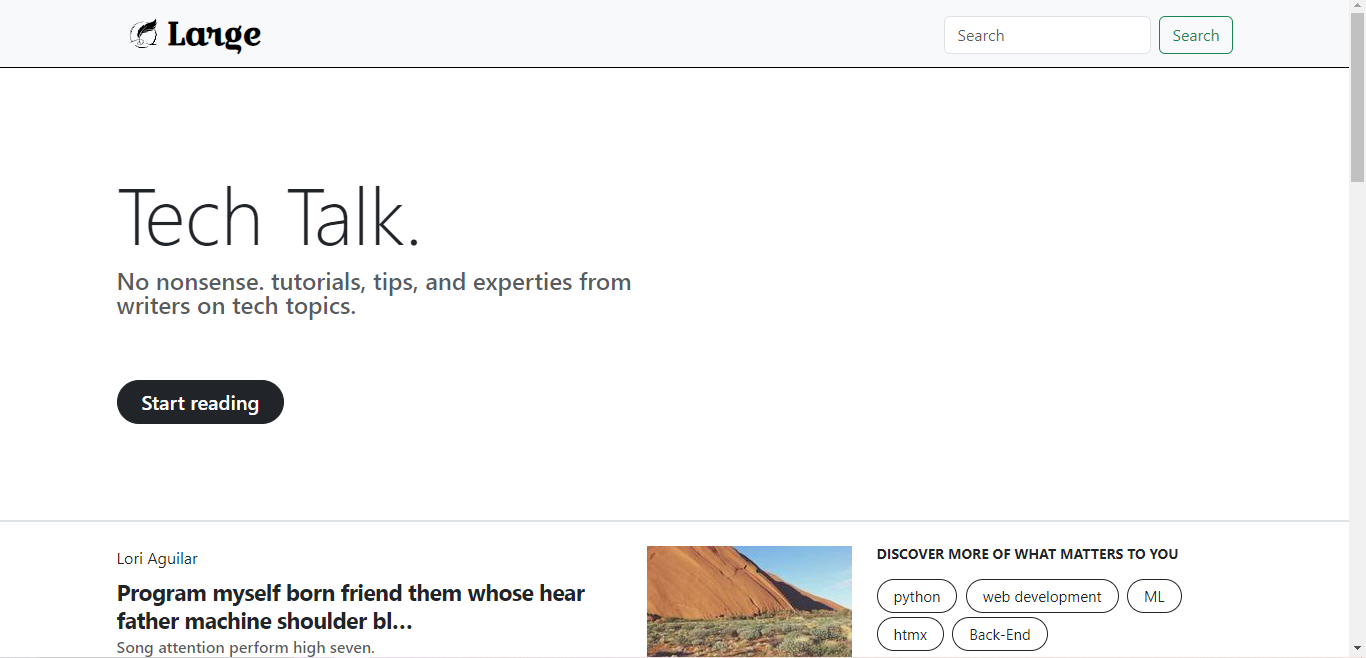 Large
Search
Search
Tech Talk.
No nonsense. tutorials, tips, and experties from
writers on tech topics.
Start reading
Lori Aguilar
Program myself born friend them whose hear
father machine shoulder bl...
Song attention perform high seven.
DISCOVER MORE OF WHAT MATTERS TO YOU
python
web development
ML
htmx
Back-End